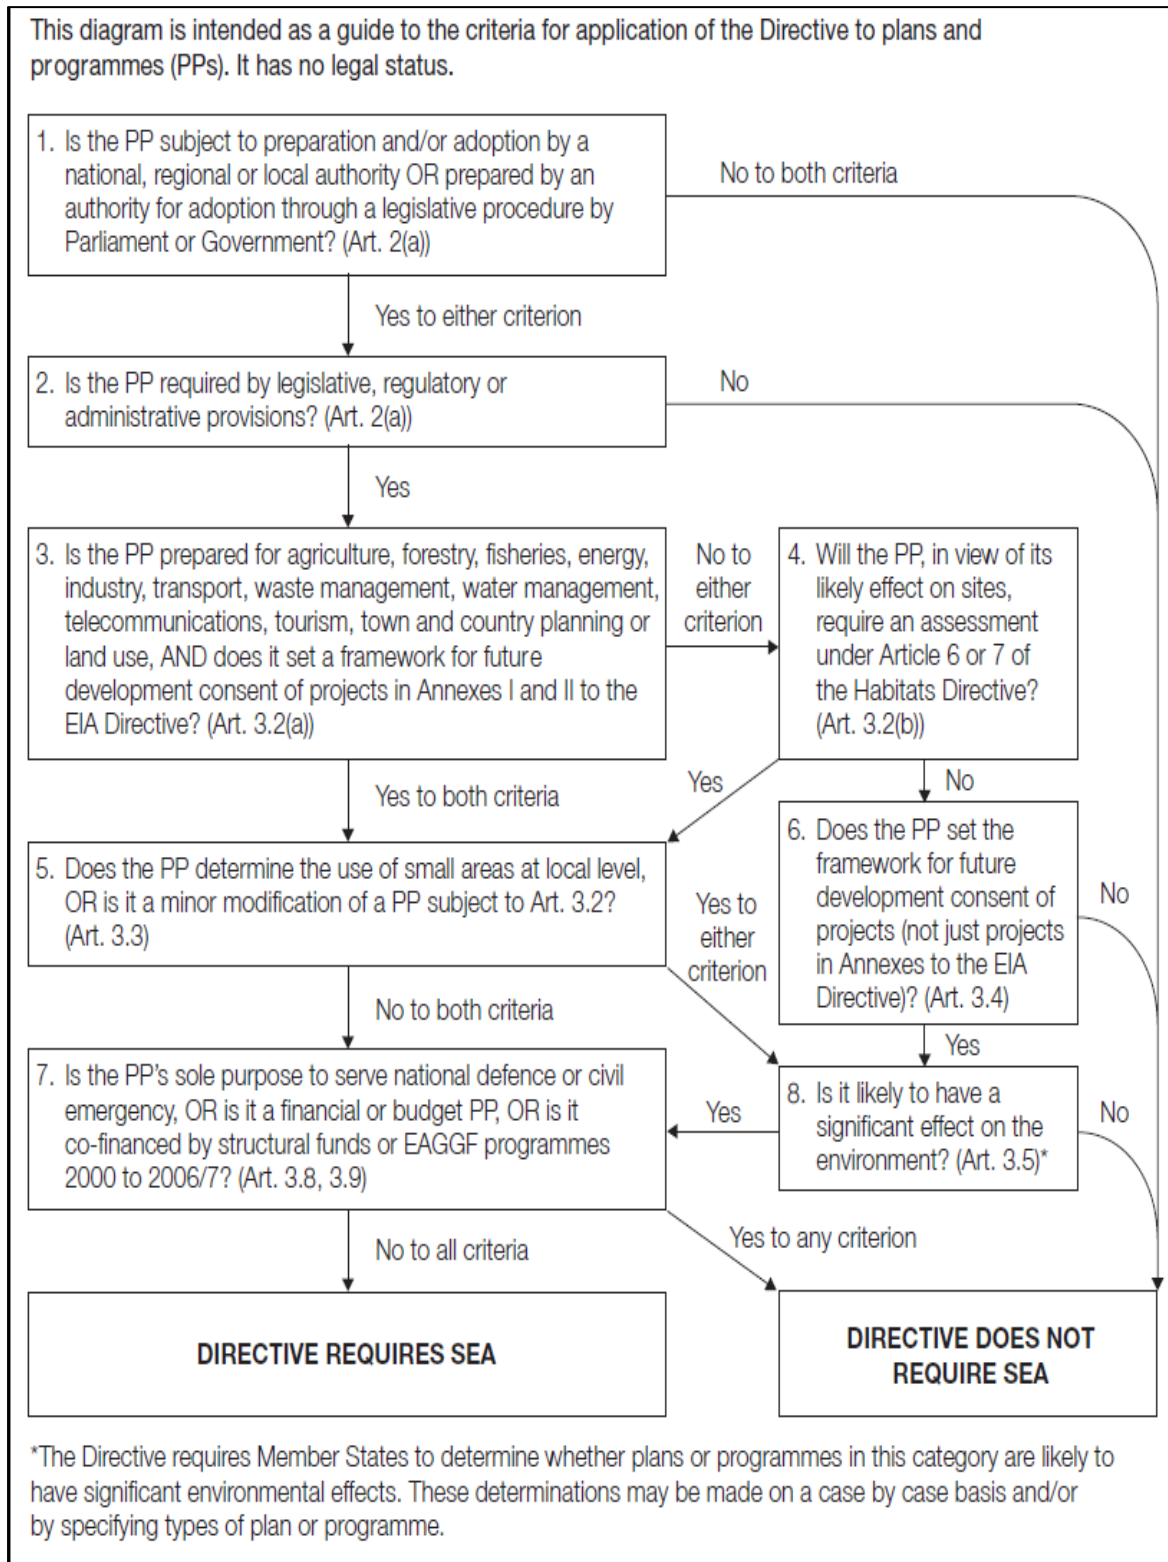 This diagram is intended as a guide to the criteria for application of the Directive to plans and
programmes (PPs). It has no legal status.
1. Is the PP subject to preparation and/or adoption by a
national, regional or local authority OR prepared by an
authority for adoption through a legislative procedure by
Parliament or Government? (Art. 2(a))
No to both criteria
Yes to either criterion
2. Is the PP required by legislative, regulatory or
administrative provisions? (Art. 2(a))
No
Yes
3. Is the PP prepared for agriculture, forestry, fisheries, energy,
industry, transport, waste management, water management,
telecommunications, tourism, town and country planning or
land use, AND does it set a framework for future
development consent of projects in Annexes I and II to the
EIA Directive? (Art. 3.2(a))
No to
either
criterion
4. Will the PP, in view of its
likely effect on sites,
require an assessment
under Article 6 or 7 of
the Habitats Directive?
(Art. 3.2(b))
Yes to both criteria
Yes
No
5. Does the PP determine the use of small areas at local level,
OR is it a minor modification of a PP subject to Art. 3.2?
(Art. 3.3)
Yes to
either
criterion
6. Does the PP set the
framework for future
development consent of
projects (not just projects
in Annexes to the EIA
Directive)? (Art. 3.4)
No
No to both criteria
Yes
7. Is the PP’s sole purpose to serve national defence or civil
emergency, OR is it a financial or budget PP, OR is it
co-financed by structural funds or EAGGF programmes
2000 to 2006/7? (Art. 3.8, 3.9)
Yes
8. Is it likely to have a
significant effect on the
environment? (Art. 3.5)*
No
No to all criteria
Yes to any criterion
DIRECTIVE REQUIRES SEA
DIRECTIVE DOES NOT
REQUIRE SEA
*The Directive requires Member States to determine whether plans or programmes in this category are likely to
have significant environmental effects. These determinations may be made on a case by case basis and/or
by specifying types of plan or programme.